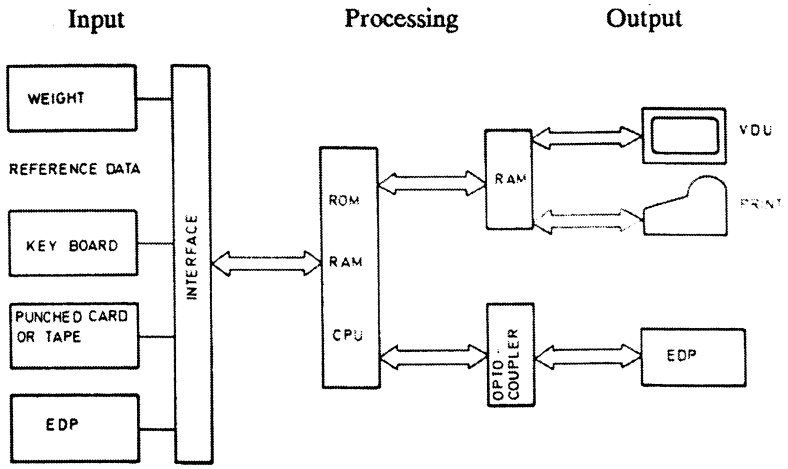 Input
Processing
Output
WEIGHT
REFERENCE DATA
KEY BOARD
PUNCHED CARD
OR TAPE
EDP
INTERFACE
ROM
RAM
CPU
RAM
OPTO-
COUPLER
VDU
PRINT
EDP